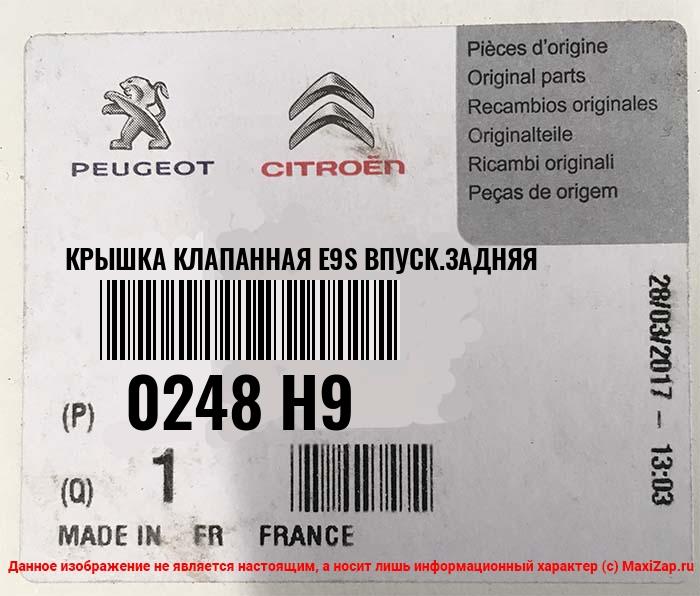 Pièces d'origine
Original parts
Recambios originales
Originalteile
Ricambi originali
Peças de origem
PEUGEOT
CITROËN
КРЫШКА КЛАПАННАЯ E9S ВПУСК.ЗАДНЯЯ
(P) 0248 H9
(Q) 1
MADE IN FR FRANCE
28/03/2017 - 13:03
Данное изображение не является настоящим, а носит лишь информационный характер (c) MaxiZap.ru